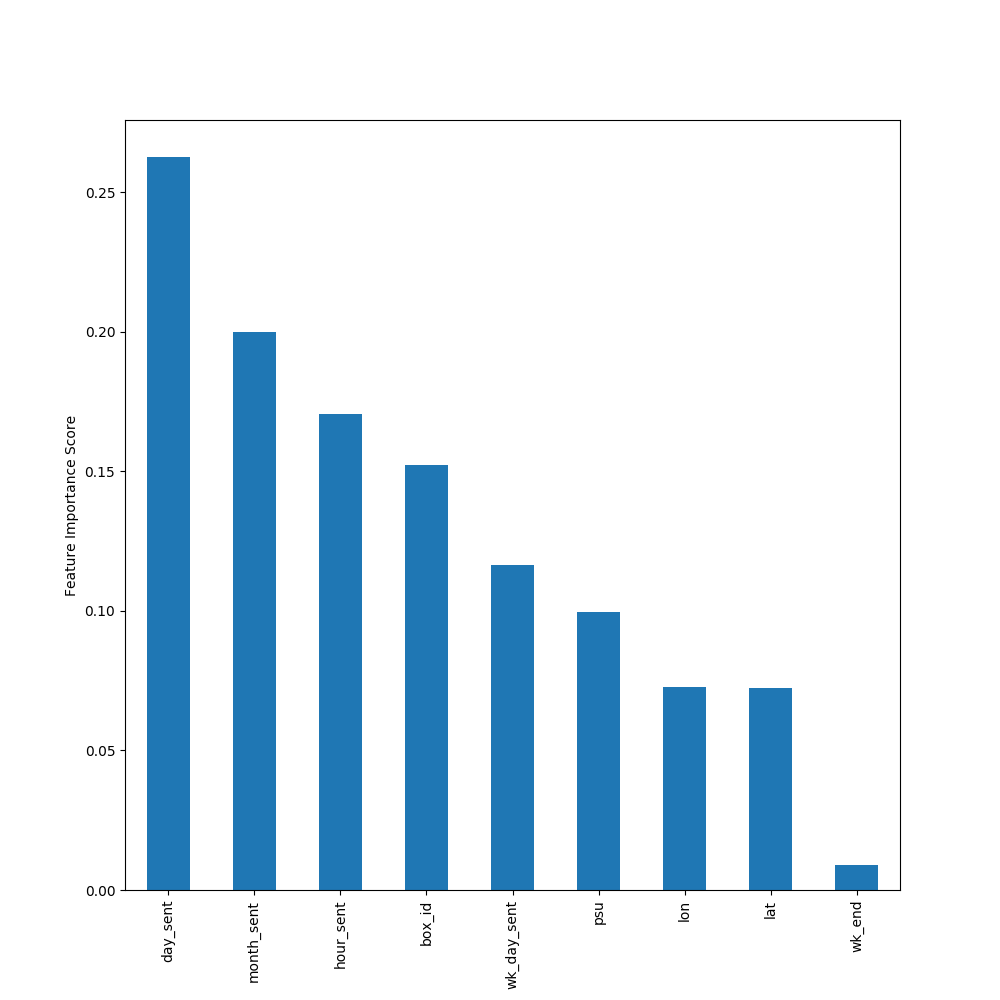 0.25
0.20
0.15
0.10
0.05
0.00
Feature Importance Score
day_sent
month_sent
hour_sent
box_id
wk_day_sent
psu
lon
lat
wk_end